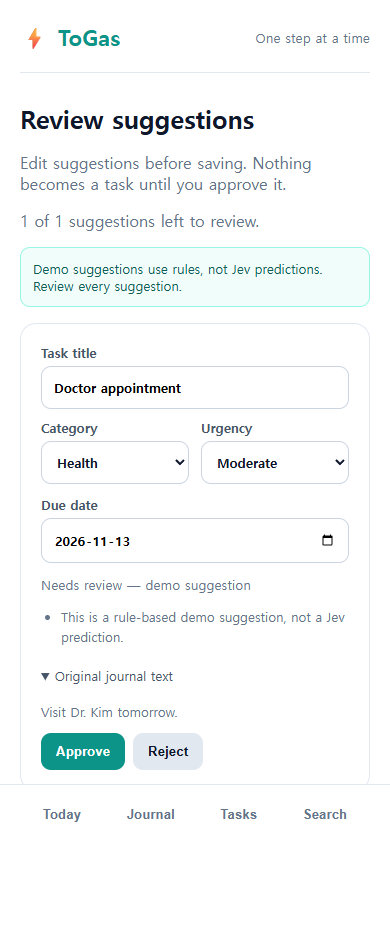 ToGas
One step at a time
Review suggestions
Edit suggestions before saving. Nothing
becomes a task until you approve it.
1 of 1 suggestions left to review.
Demo suggestions use rules, not Jev predictions.
Review every suggestion.
Task title
Doctor appointment
Category
Urgency
Health
Moderate
Due date
2026-11-13
Needs review — demo suggestion
This is a rule-based demo suggestion, not a Jev
prediction.
Original journal text
Visit Dr. Kim tomorrow.
Approve
Reject
Today
Journal
Tasks
Search